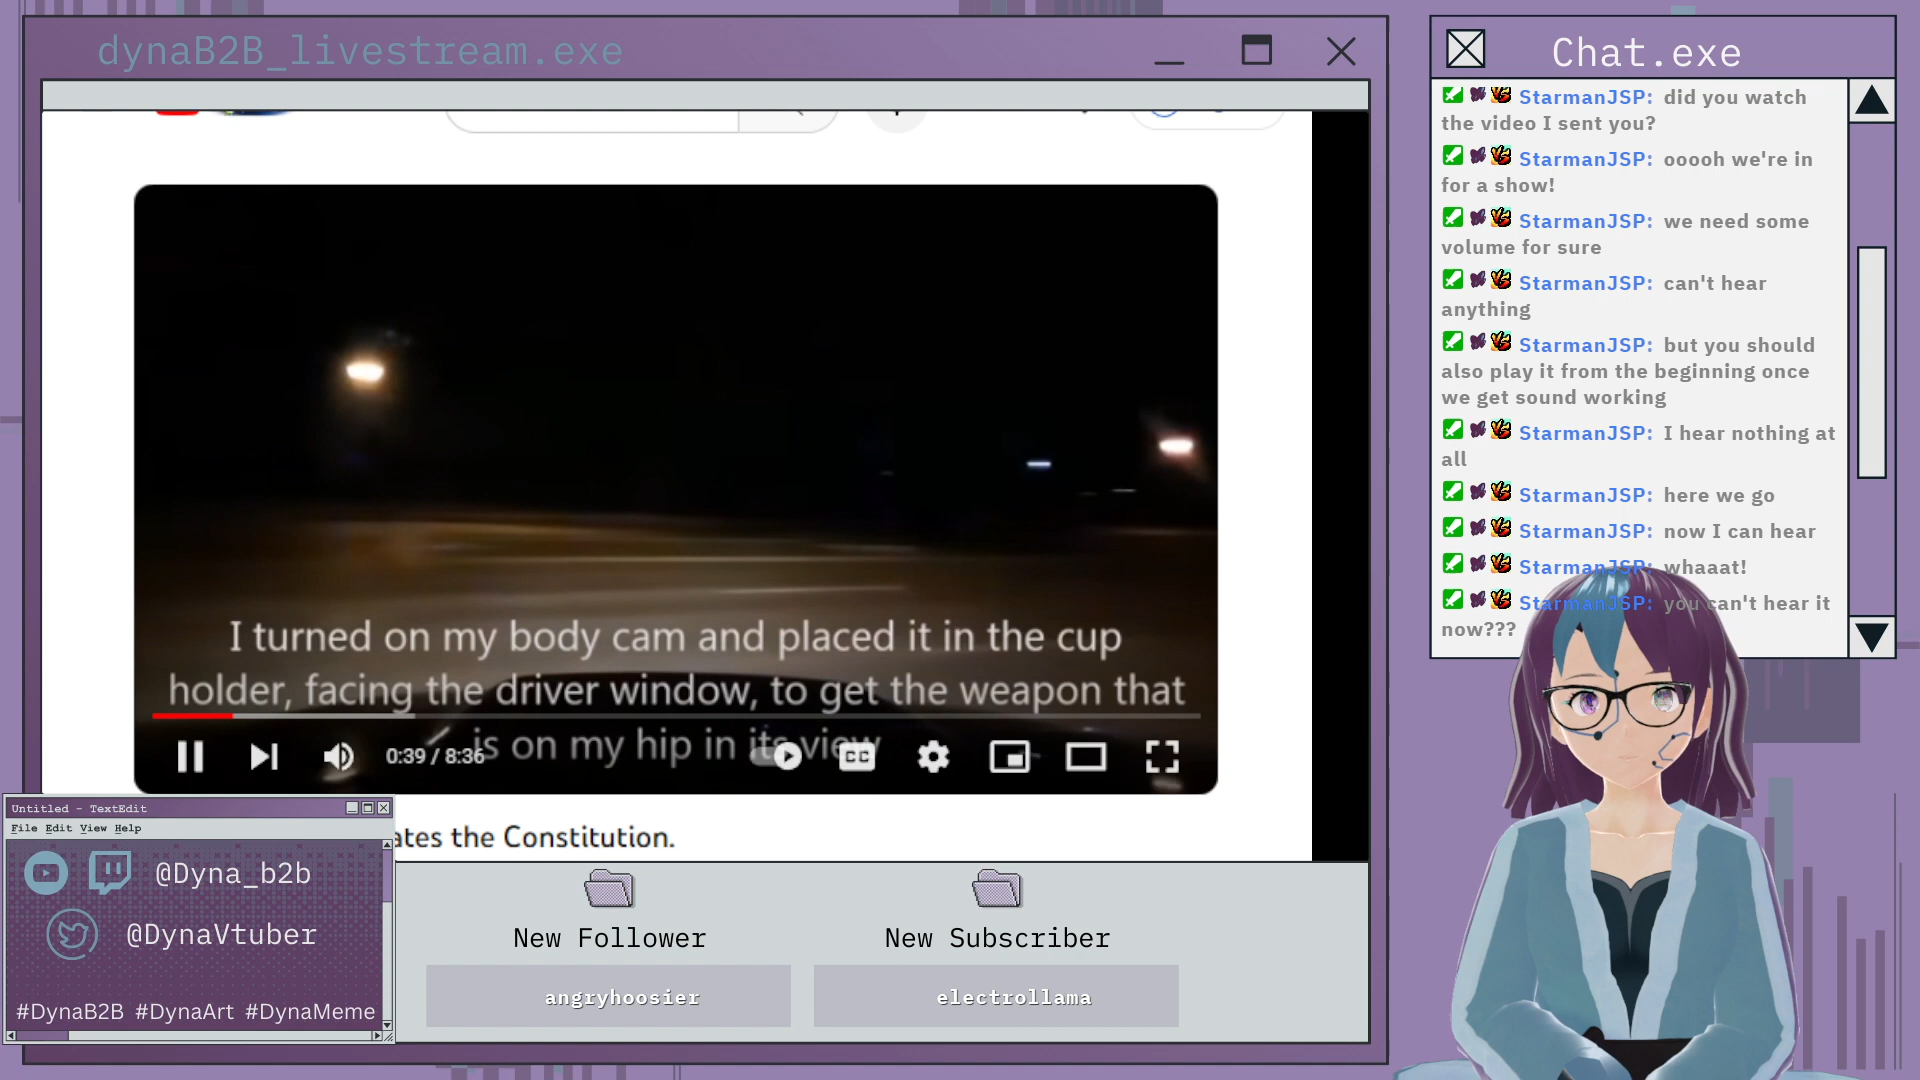 dynaB2B_livestream.exe
Chat.exe
StarmanJSP: did you watch
the video I sent you?
StarmanJSP: ooooh we're in
for a show!
StarmanJSP: we need some
volume for sure
StarmanJSP: can't hear
anything
StarmanJSP: but you should
also play it from the beginning once
we get sound working
StarmanJSP: I hear nothing at
all
StarmanJSP: here we go
StarmanJSP: now I can hear
StarmanJSP: whaaat!
StarmanJSP: you can't hear it
now???
I turned on my body cam and placed it in the cup
holder, facing the driver window, to get the weapon that
is on my hip in its view
0:39 / 8:36
CC
ates the Constitution.
Untitled - TextEdit
File Edit View Help
@Dyna_b2b
@DynaVtuber
#DynaB2B #DynaArt #DynaMeme
New Follower
angryhoosier
New Subscriber
electrollama